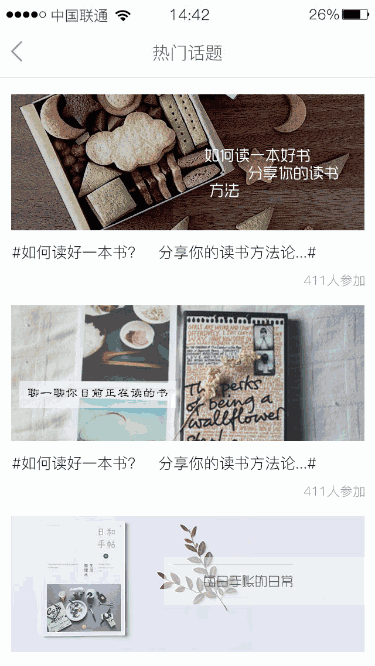 中国联通
14:42
26%
热门话题
如何读一本好书
分享你的读书
方法
#如何读好一本书? 分享你的读书方法论...#
411人参加
聊一聊你目前正在读的书
The perks
of being a
wallflower
#如何读好一本书? 分享你的读书方法论...#
411人参加
日和
手帖
的日常